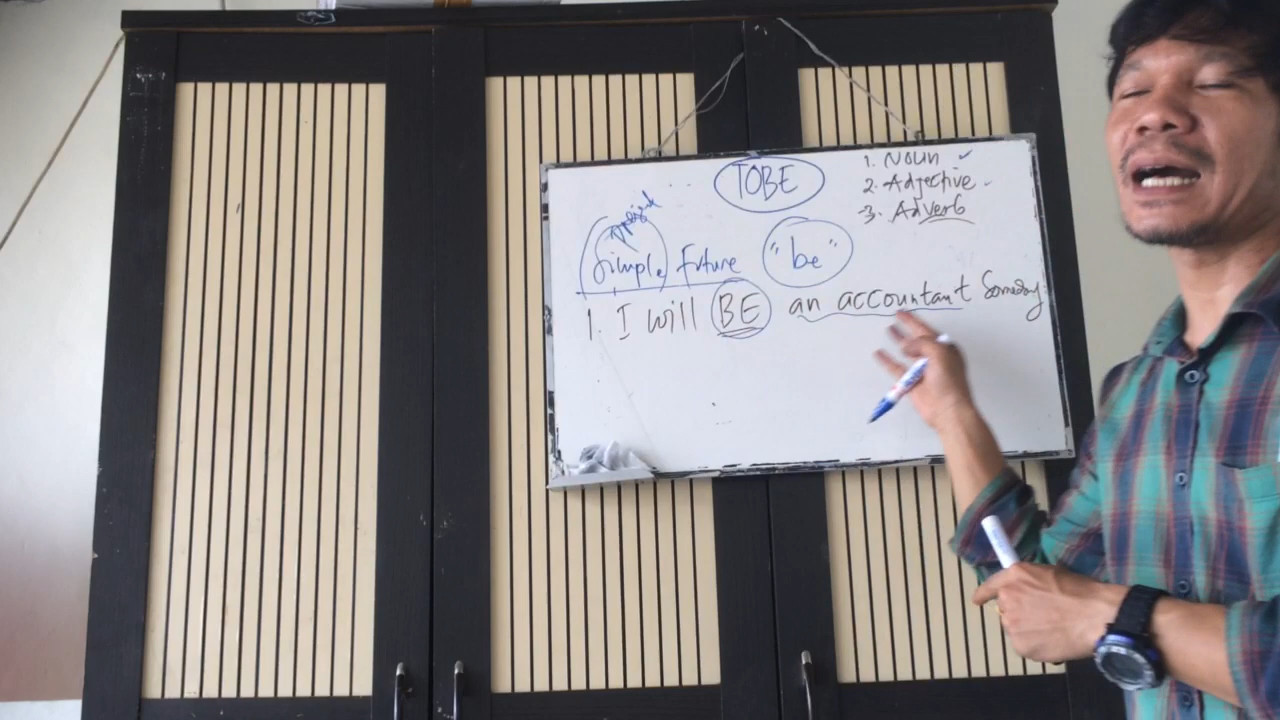 TOBE
1. Noun
2. Adjective
3. Adverb
Simple future "be"
1. I will BE an accountant Someday